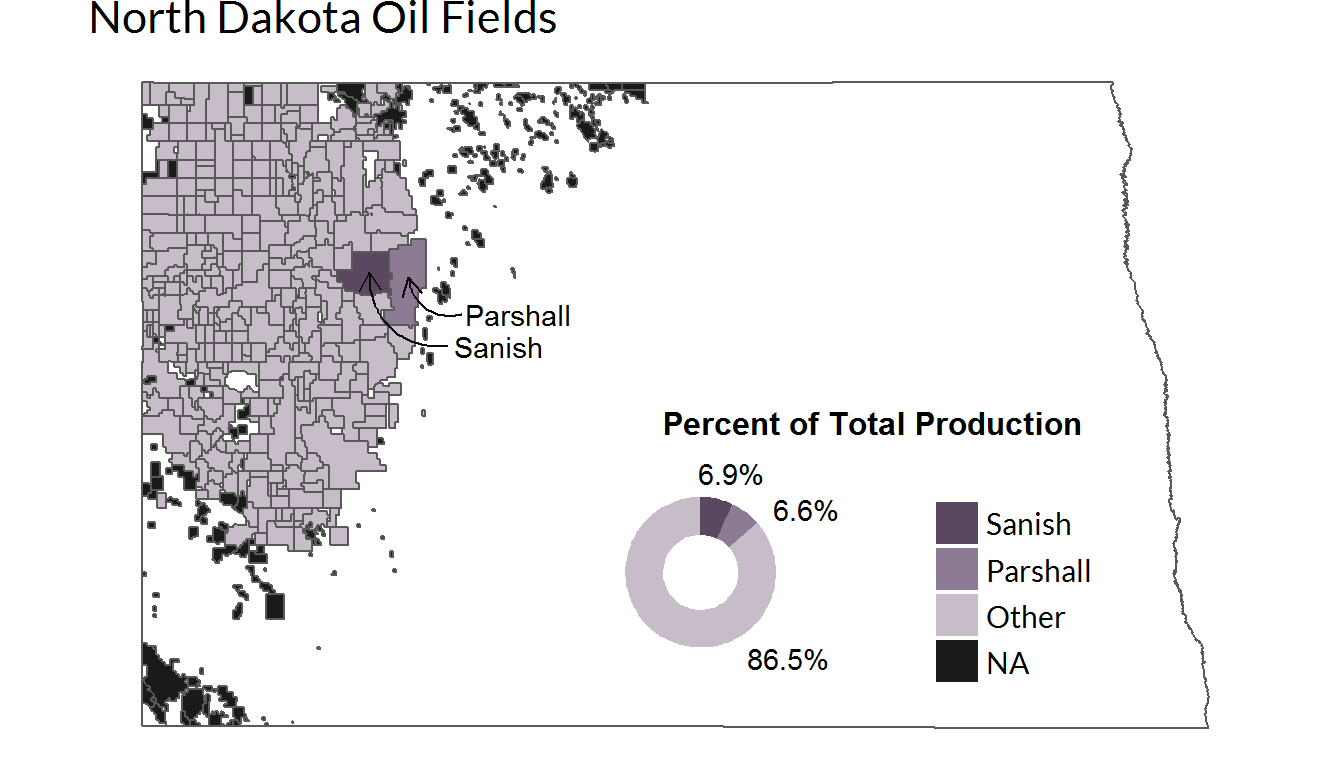 North Dakota Oil Fields
Parshall
Sanish
Percent of Total Production
6.9%
6.6%
86.5%
Sanish
Parshall
Other
NA